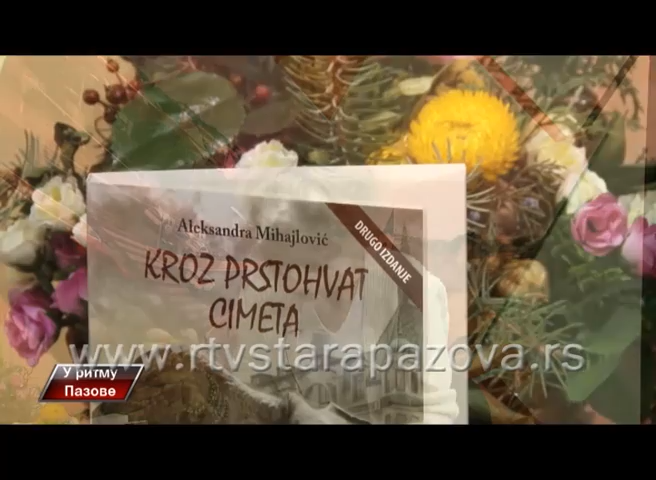 Aleksandra Mihajlović
DRUGO IZDANJE
KROZ PRSTOHVAT
CIMETA
www.rtvstarapazova.rs
У ритму
Пазове